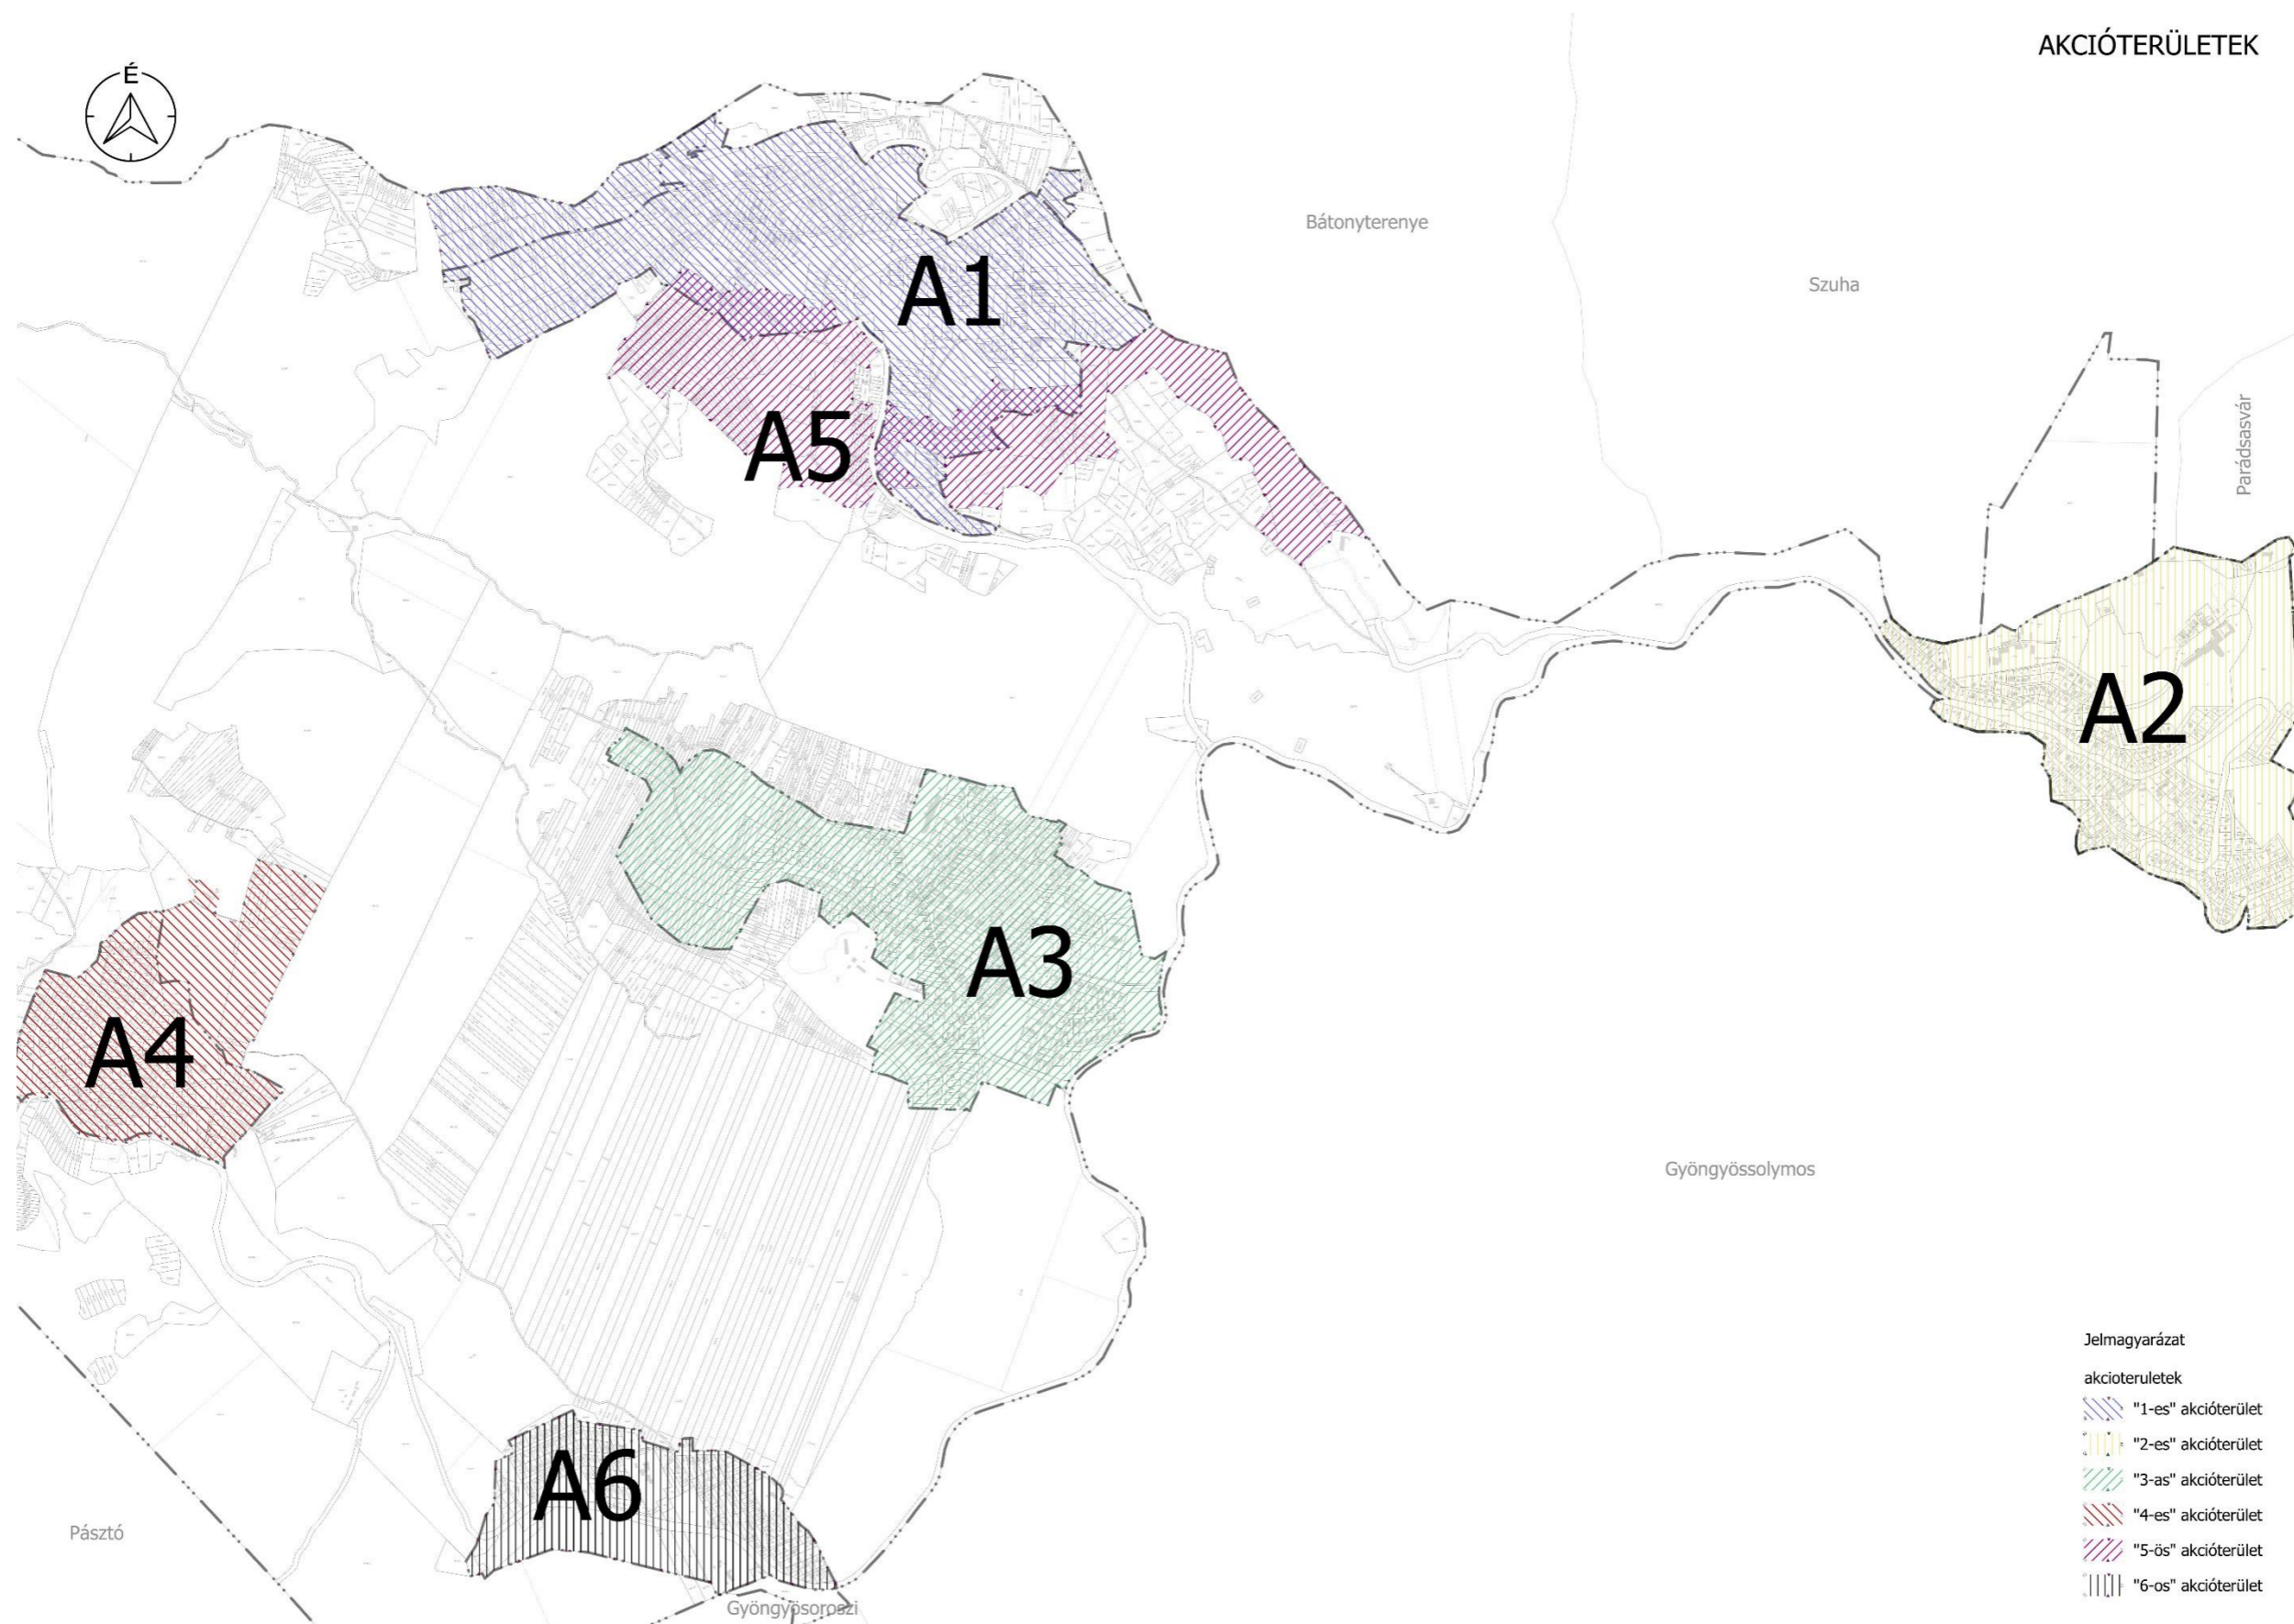 AKCIÓTERÜLETEK
É
Bátonyterenye
Szuha
Parádsasvár
A1
A5
A2
A3
A4
Gyöngyössolymos
A6
Pásztó
Gyöngyösoroszi
Jelmagyarázat
akcioteruletek
"1-es" akcióterület
"2-es" akcióterület
"3-as" akcióterület
"4-es" akcióterület
"5-ös" akcióterület
"6-os" akcióterület